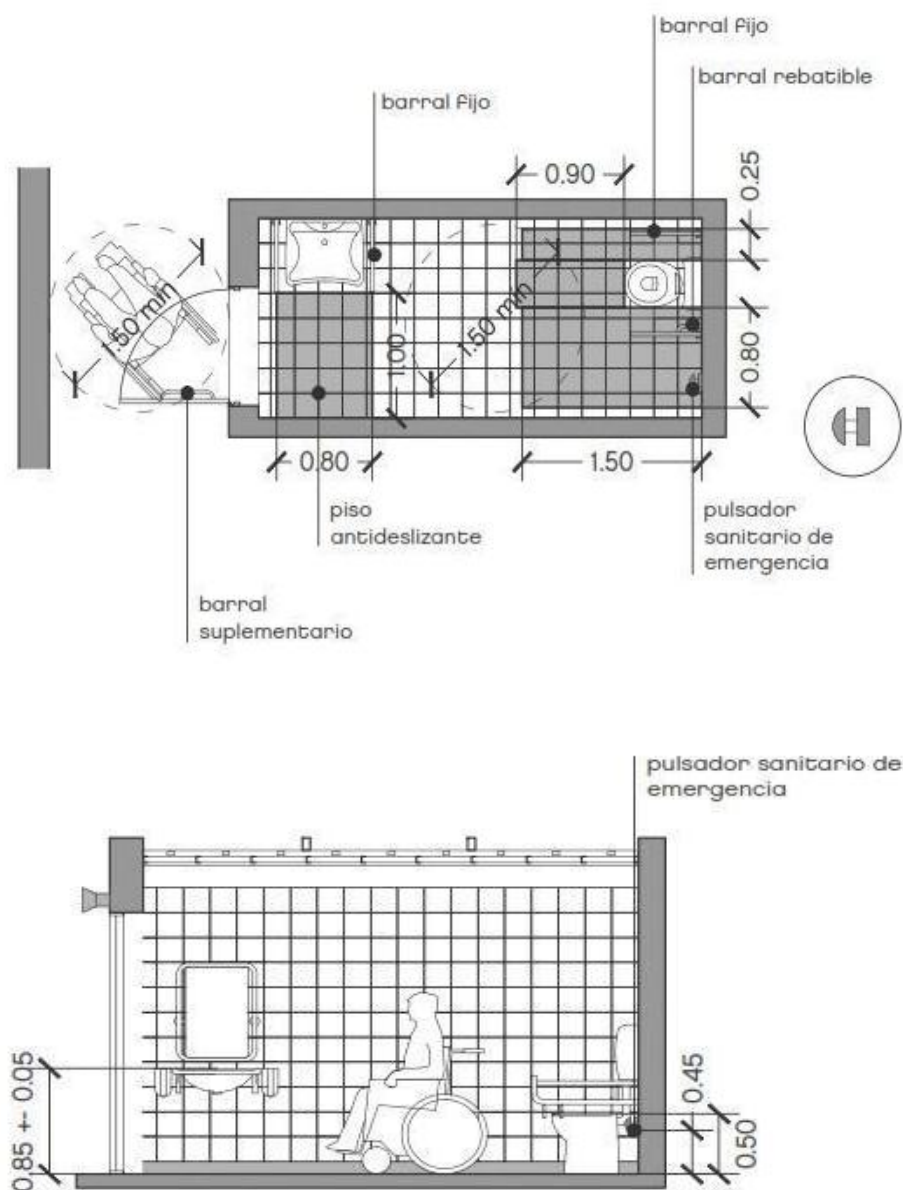 barral fijo
barral rebatible
barral fijo
0.90
0.25
1.50 min
1.50 min
1.00
0.80
0.80
1.50
piso
antideslizante
pulsador
sanitario de
emergencia
barral
suplementario
pulsador sanitario de
emergencia
0.85 +- 0.05
0.45
0.50